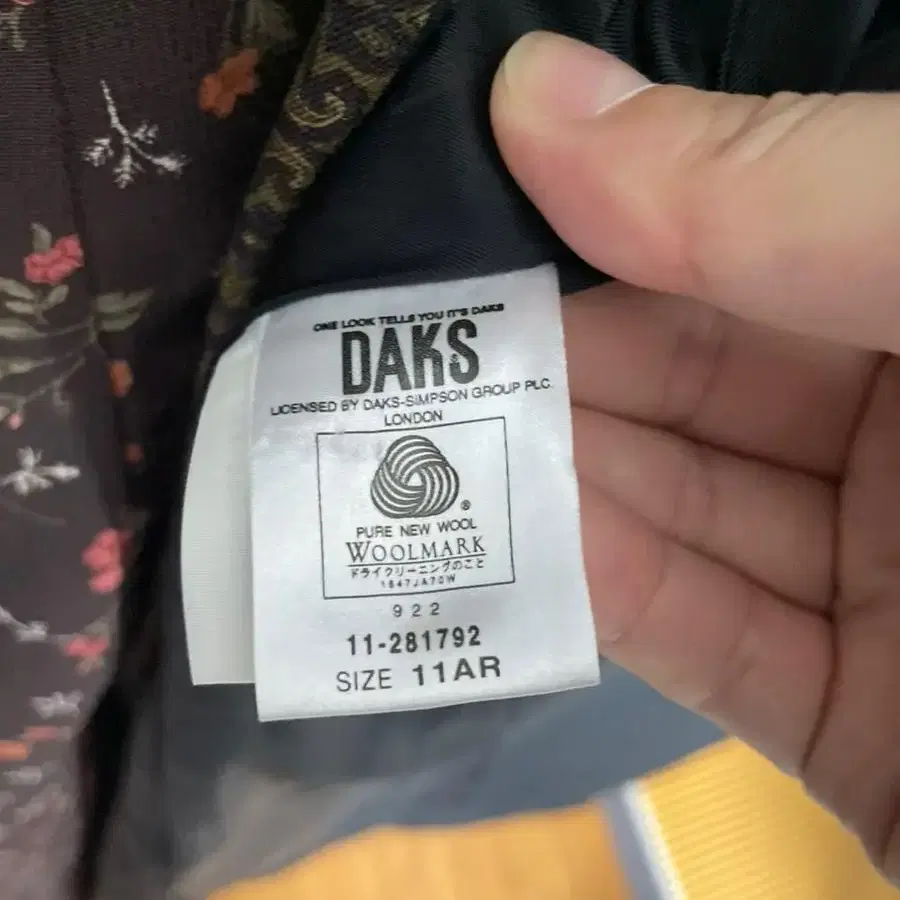 ONE LOOK TELLS YOU IT'S DAKS
DAKS
LICENSED BY DAKS-SIMPSON GROUP PLC.
LONDON
®
PURE NEW WOOL
WOOLMARK
ドライクリーニングのこと
1647JA70W
922
11-281792
SIZE 11AR